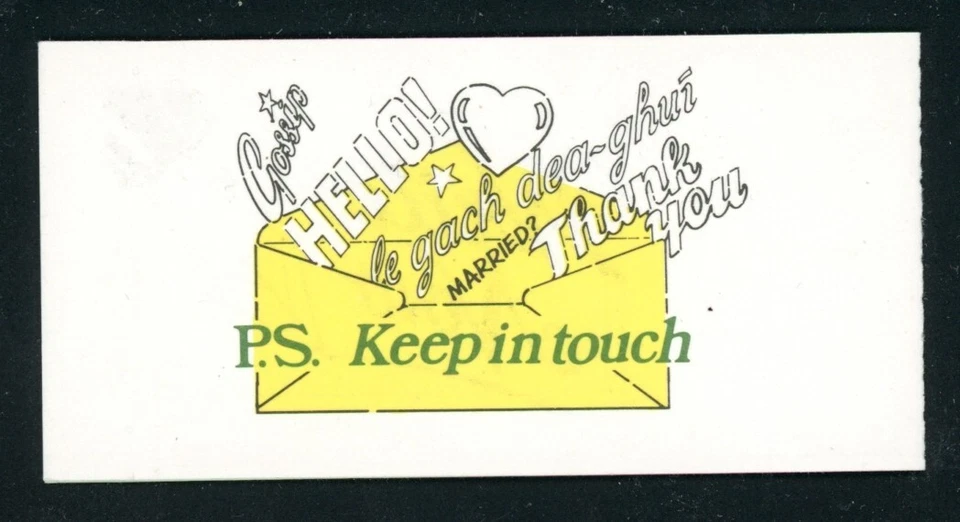 Gossip
HELLO!
le gach dea-ghuí
MARRIED?
Thank
you
P.S. Keep in touch